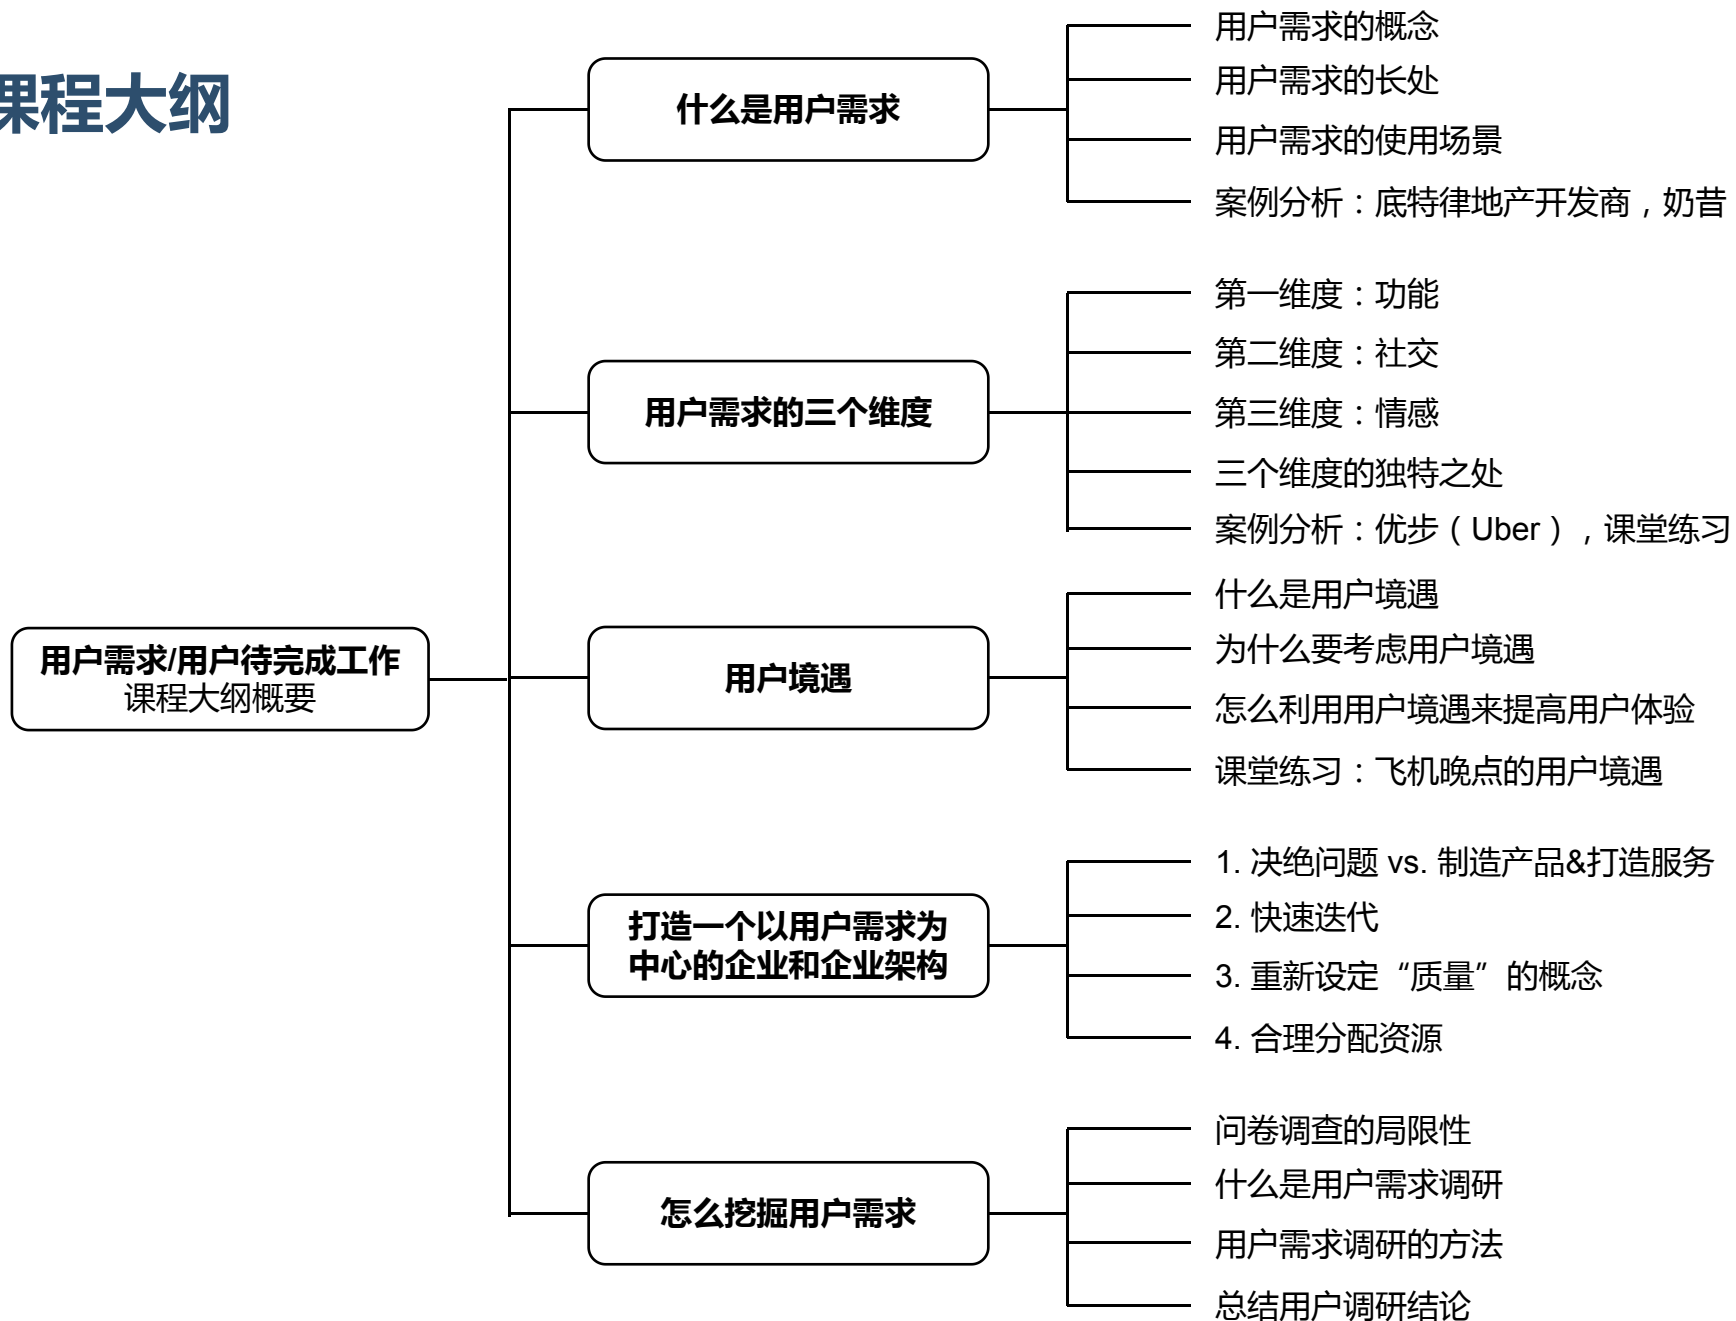 课程大纲
用户需求/用户待完成工作
课程大纲概要
什么是用户需求
用户需求的概念
用户需求的长处
用户需求的使用场景
案例分析：底特律地产开发商，奶昔
用户需求的三个维度
第一维度：功能
第二维度：社交
第三维度：情感
三个维度的独特之处
案例分析：优步（Uber），课堂练习
用户境遇
什么是用户境遇
为什么要考虑用户境遇
怎么利用用户境遇来提高用户体验
课堂练习：飞机晚点的用户境遇
打造一个以用户需求为
中心的企业和企业架构
1. 决绝问题 vs. 制造产品&打造服务
2. 快速迭代
3. 重新设定“质量”的概念
4. 合理分配资源
怎么挖掘用户需求
问卷调查的局限性
什么是用户需求调研
用户需求调研的方法
总结用户调研结论